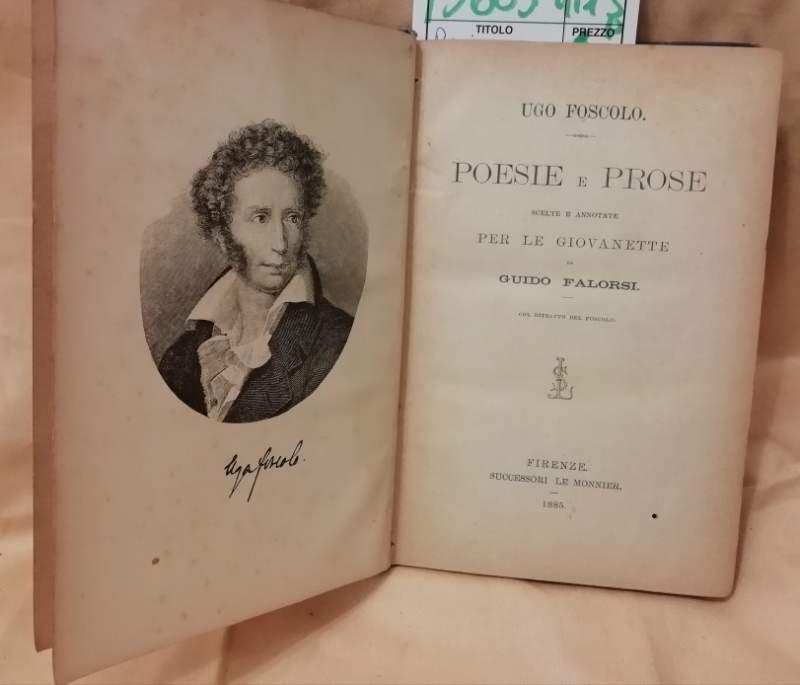 TITOLO
PREZZO
UGO FOSCOLO.
POESIE E PROSE
SCELTE E ANNOTATE
PER LE GIOVANETTE
DA
GUIDO FALORSI.
COL RITRATTO DEL FOSCOLO.
FIRENZE.
SUCCESSORI LE MONNIER.
1885.
Ugo foscolo.